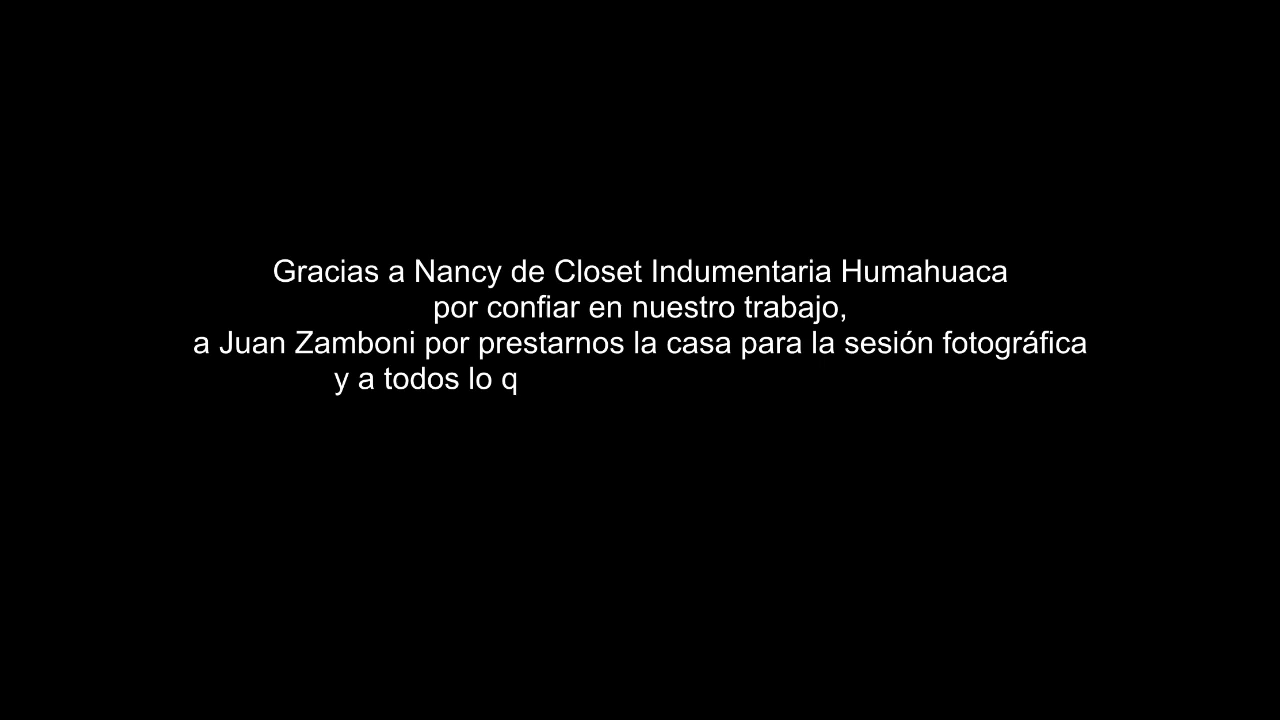 Gracias a Nancy de Closet Indumentaria Humahuaca
por confiar en nuestro trabajo,
a Juan Zamboni por prestarnos la casa para la sesión fotográfica
y a todos lo q